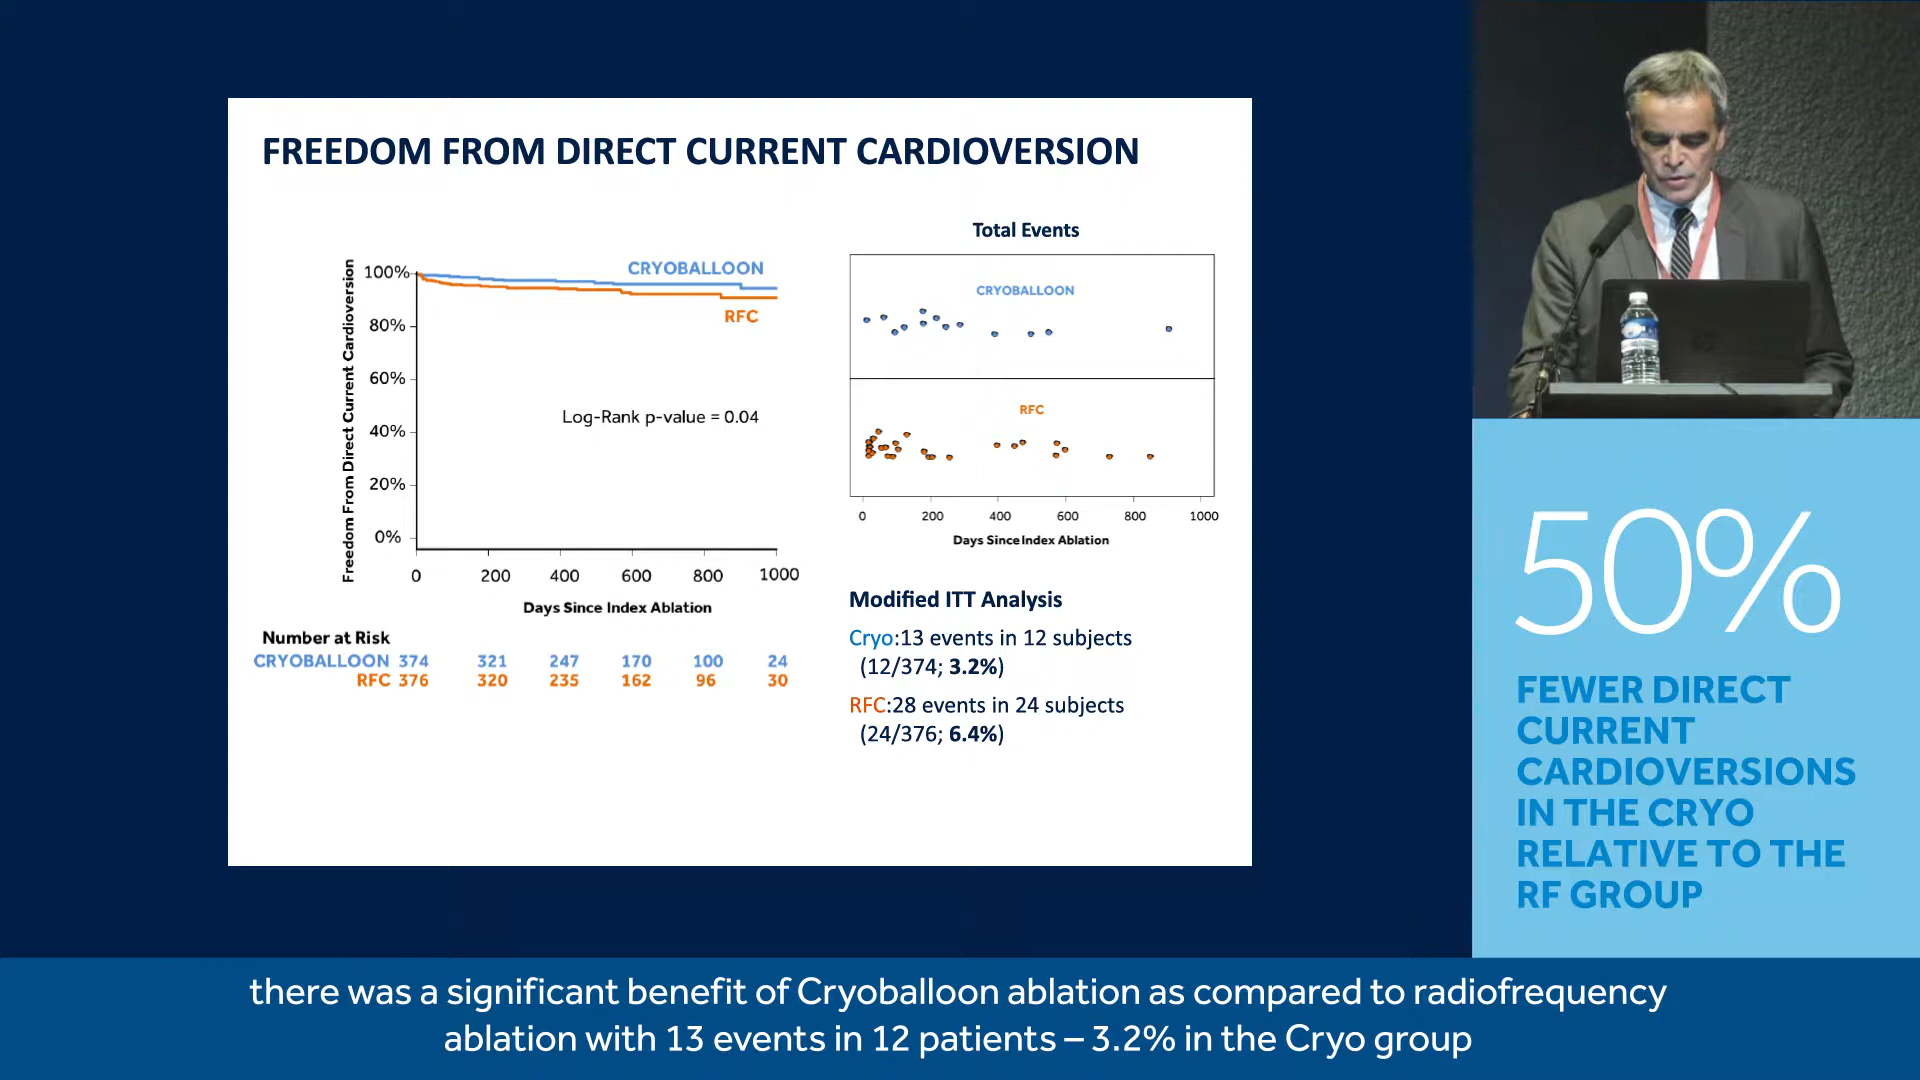 FREEDOM FROM DIRECT CURRENT CARDIOVERSION
Freedom From Direct Current Cardioversion
100%
80%
60%
40%
20%
0%
CRYOBALLOON
RFC
Log-Rank p-value = 0.04
0 200 400 600 800 1000
Days Since Index Ablation
Number at Risk
CRYOBALLOON 374 321 247 170 100 24
RFC 376 320 235 162 96 30
Total Events
CRYOBALLOON
RFC
0 200 400 600 800 1000
Days Since Index Ablation
Modified ITT Analysis
Cryo:13 events in 12 subjects
(12/374; 3.2%)
RFC:28 events in 24 subjects
(24/376; 6.4%)
50%
FEWER DIRECT
CURRENT
CARDIOVERSIONS
IN THE CRYO
RELATIVE TO THE
RF GROUP
there was a significant benefit of Cryoballoon ablation as compared to radiofrequency
ablation with 13 events in 12 patients – 3.2% in the Cryo group